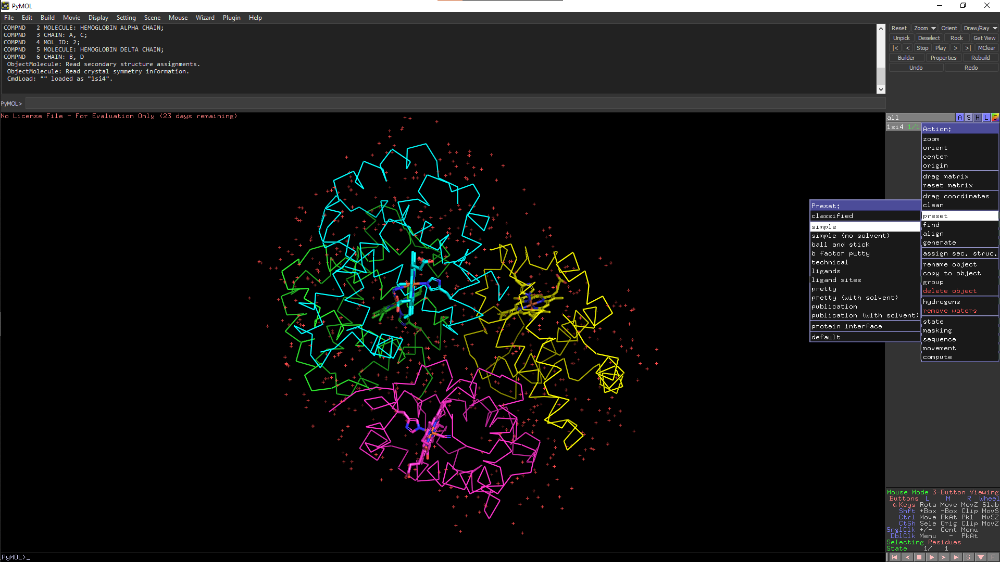 PyMOL
File Edit Build Movie Display Setting Scene Mouse Wizard Plugin Help
COMPND 2 MOLECULE: HEMOGLOBIN ALPHA CHAIN;
COMPND 3 CHAIN: A, C;
COMPND 4 MOL_ID: 2;
COMPND 5 MOLECULE: HEMOGLOBIN DELTA CHAIN;
COMPND 6 CHAIN: B, D
ObjectMolecule: Read secondary structure assignments.
ObjectMolecule: Read crystal symmetry information.
CmdLoad: "" loaded as "1si4".
PyMOL>
Reset Zoom Orient Draw/Ray
Unpick Deselect Rock Get View
|< < Stop Play > >| MClear
Builder Properties Rebuild
Undo Redo
No License File - For Evaluation Only (23 days remaining)
all A S H L C
1si4 1/1
Action:
zoom
orient
center
origin
drag matrix
reset matrix
drag coordinates
clean
preset
find
align
generate
assign sec. struc.
rename object
copy to object
group
delete object
hydrogens
remove waters
state
masking
sequence
movement
compute
Preset:
classified
simple
simple (no solvent)
ball and stick
b factor putty
technical
ligands
ligand sites
pretty
pretty (with solvent)
publication
publication (with solvent)
protein interface
default
Mouse Mode 3-Button Viewing
Buttons L M R Wheel
& Keys Rota Move MovZ Slab
Shft +Box -Box Clip MovS
Ctrl Move PkAt Pk1 MvSZ
CtSh Sele Orig Clip MovZ
SnglClk +/- Cent Menu
DblClk Menu - PkAt
Selecting Residues
State 1/ 1
PyMOL>_
S F